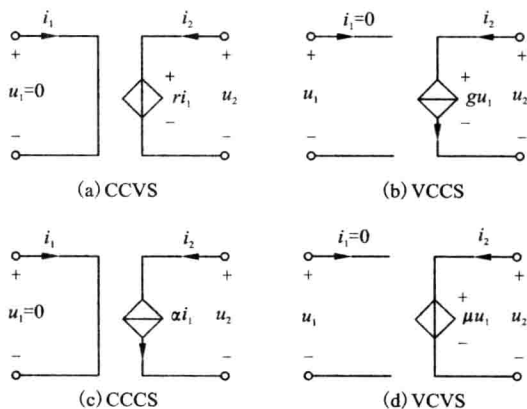 i₁ i₂ i₁=0 i₂
+ + + + + +
u₁=0 ri₁ u₂ u₁ gu₁ u₂
− − − − − −
(a) CCVS (b) VCCS
i₁ i₂ i₁=0 i₂
+ + + + +
u₁=0 αi₁ u₂ u₁ μu₁ u₂
− − − − −
(c) CCCS (d) VCVS